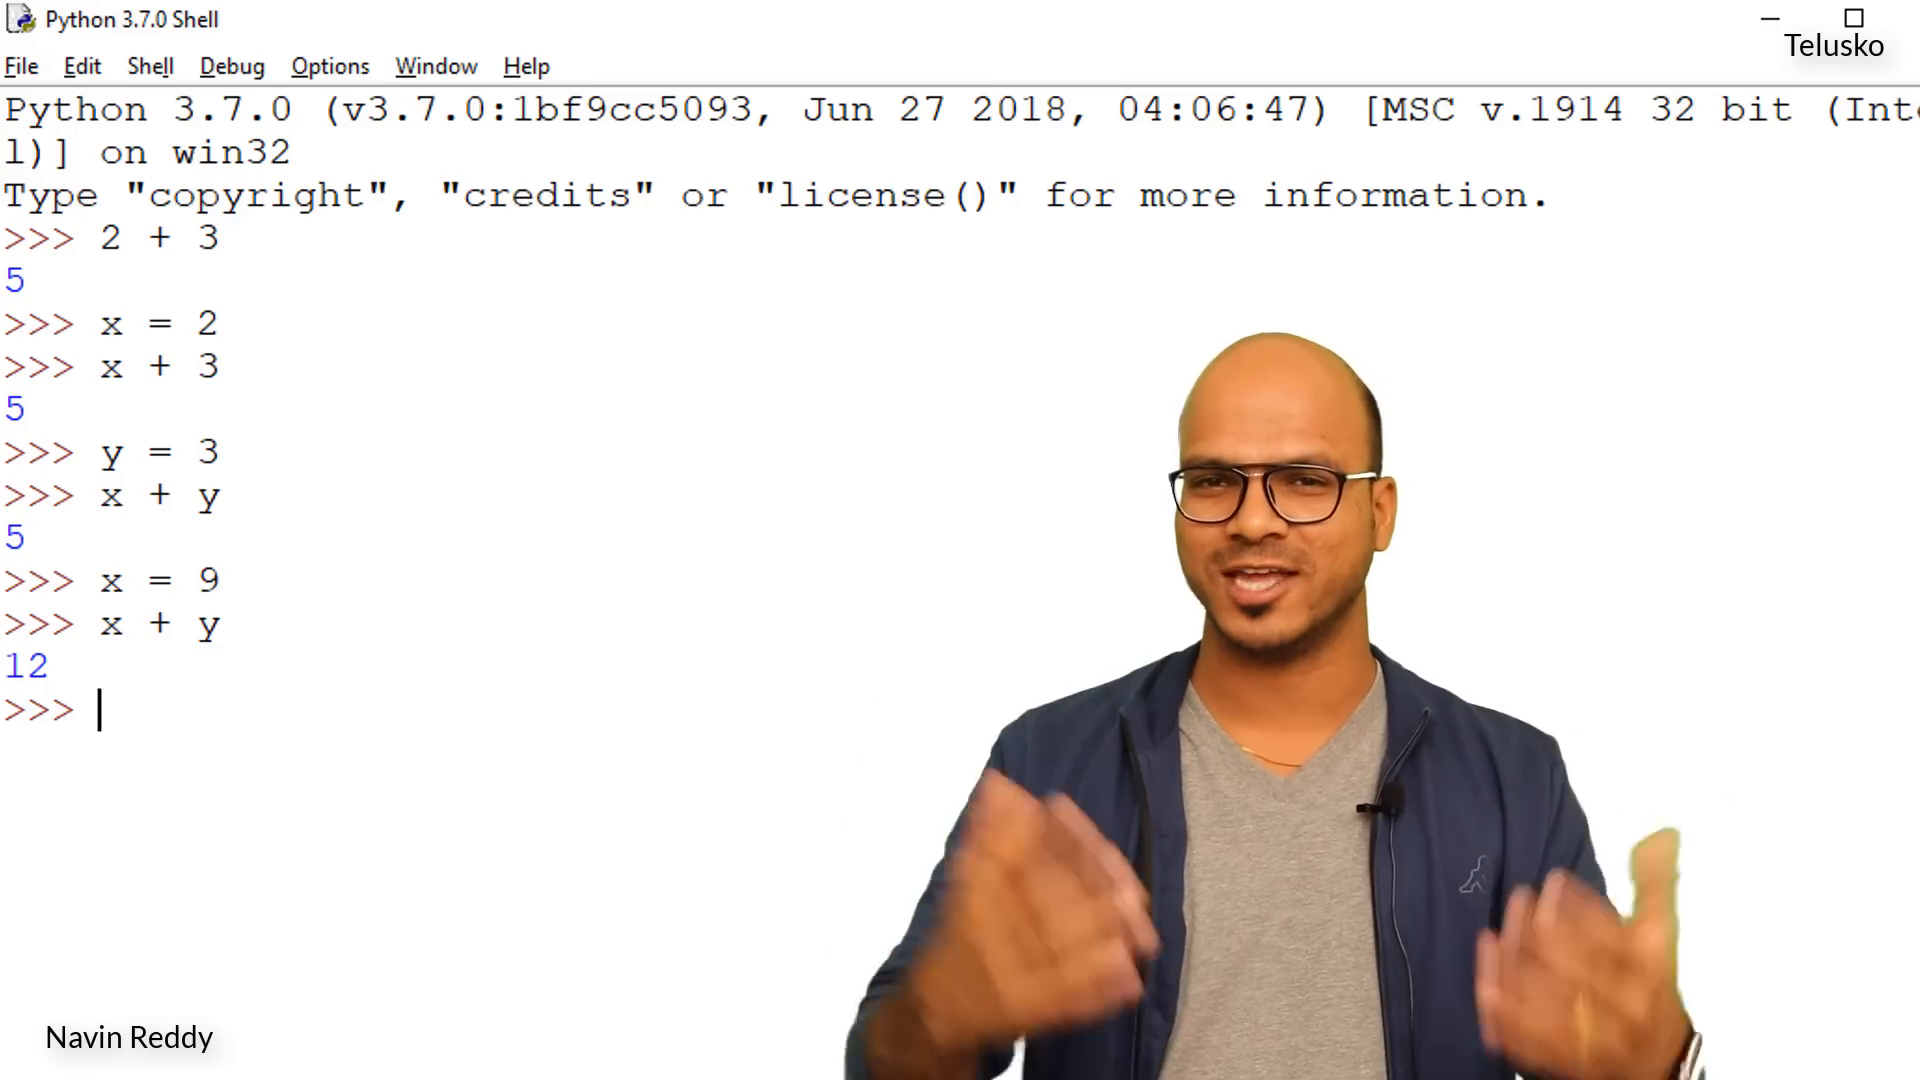 Python 3.7.0 Shell
Telusko
File Edit Shell Debug Options Window Help
Python 3.7.0 (v3.7.0:1bf9cc5093, Jun 27 2018, 04:06:47) [MSC v.1914 32 bit (Inte
l)] on win32
Type "copyright", "credits" or "license()" for more information.
>>> 2 + 3
5
>>> x = 2
>>> x + 3
5
>>> y = 3
>>> x + y
5
>>> x = 9
>>> x + y
12
>>>
Navin Reddy